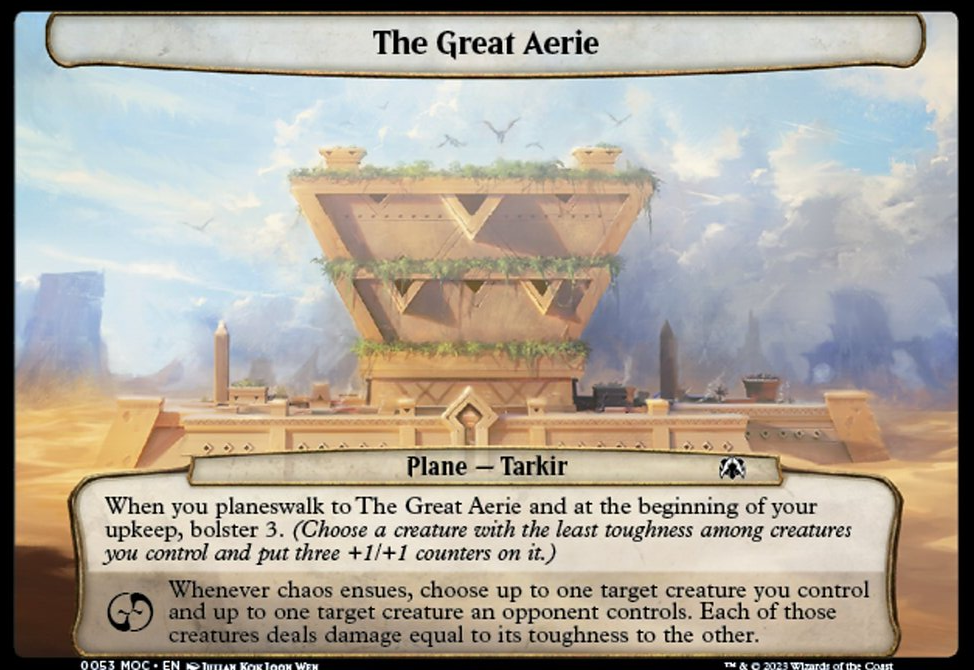 The Great Aerie
Plane — Tarkir
When you planeswalk to The Great Aerie and at the beginning of your
upkeep, bolster 3. (Choose a creature with the least toughness among creatures
you control and put three +1/+1 counters on it.)
Whenever chaos ensues, choose up to one target creature you control
and up to one target creature an opponent controls. Each of those
creatures deals damage equal to its toughness to the other.
0053 MOC • EN Julian Kok Joon Wen
™ & © 2023 Wizards of the Coast